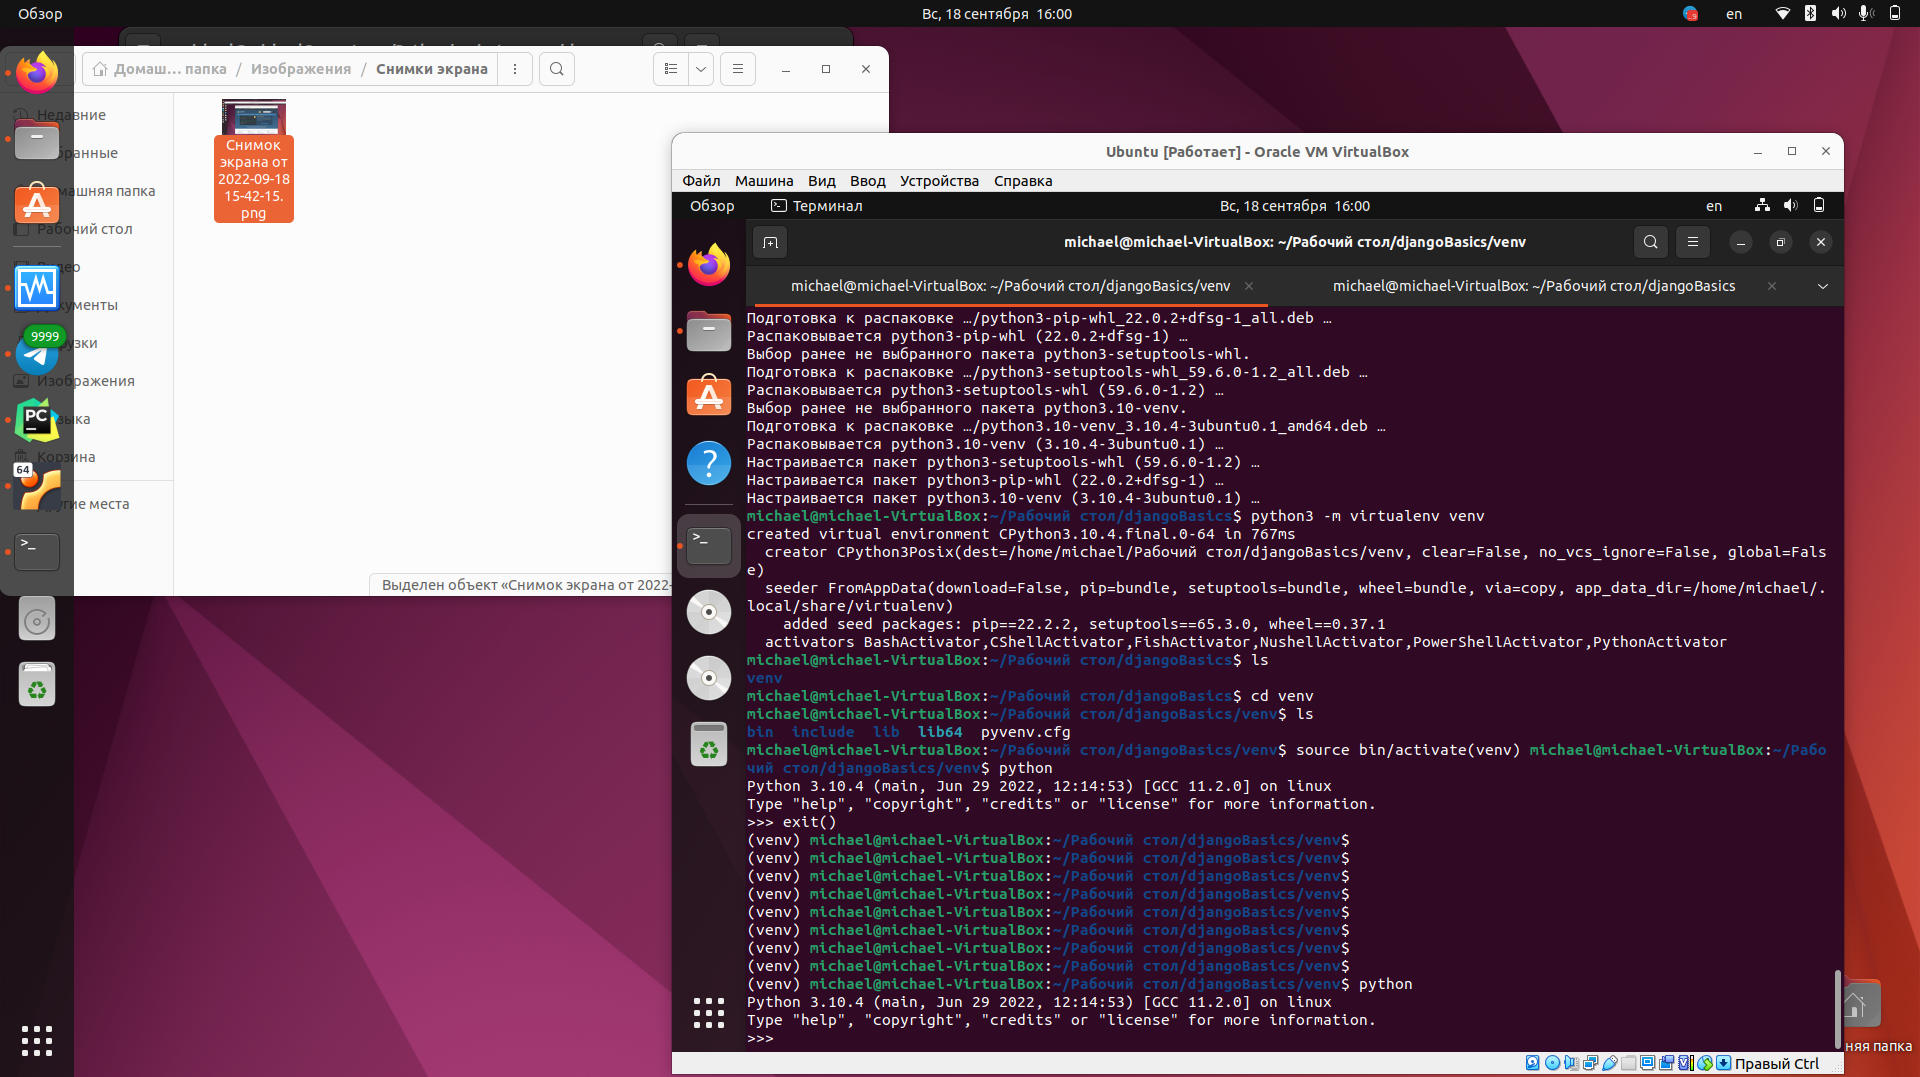 Обзор
Вс, 18 сентября 16:00
en
Домаш... папка / Изображения / Снимки экрана
Недавние
бранные
машняя папка
Рабочий стол
део
кументы
рузки
Изображения
зыка
Корзина
угие места
9999
PC
64
Снимок
экрана от
2022-09-18
15-42-15.
png
Выделен объект «Снимок экрана от 2022-
Ubuntu [Работает] - Oracle VM VirtualBox
Файл Машина Вид Ввод Устройства Справка
Обзор
Терминал
Вс, 18 сентября 16:00
en
michael@michael-VirtualBox: ~/Рабочий стол/djangoBasics/venv
michael@michael-VirtualBox: ~/Рабочий стол/djangoBasics/venv
michael@michael-VirtualBox: ~/Рабочий стол/djangoBasics
Подготовка к распаковке …/python3-pip-whl_22.0.2+dfsg-1_all.deb …
Распаковывается python3-pip-whl (22.0.2+dfsg-1) …
Выбор ранее не выбранного пакета python3-setuptools-whl.
Подготовка к распаковке …/python3-setuptools-whl_59.6.0-1.2_all.deb …
Распаковывается python3-setuptools-whl (59.6.0-1.2) …
Выбор ранее не выбранного пакета python3.10-venv.
Подготовка к распаковке …/python3.10-venv_3.10.4-3ubuntu0.1_amd64.deb …
Распаковывается python3.10-venv (3.10.4-3ubuntu0.1) …
Настраивается пакет python3-setuptools-whl (59.6.0-1.2) …
Настраивается пакет python3-pip-whl (22.0.2+dfsg-1) …
Настраивается пакет python3.10-venv (3.10.4-3ubuntu0.1) …
michael@michael-VirtualBox:~/Рабочий стол/djangoBasics$ python3 -m virtualenv venv
created virtual environment CPython3.10.4.final.0-64 in 767ms
creator CPython3Posix(dest=/home/michael/Рабочий стол/djangoBasics/venv, clear=False, no_vcs_ignore=False, global=Fals
e)
seeder FromAppData(download=False, pip=bundle, setuptools=bundle, wheel=bundle, via=copy, app_data_dir=/home/michael/.
local/share/virtualenv)
added seed packages: pip==22.2.2, setuptools==65.3.0, wheel==0.37.1
activators BashActivator,CShellActivator,FishActivator,NushellActivator,PowerShellActivator,PythonActivator
michael@michael-VirtualBox:~/Рабочий стол/djangoBasics$ ls
venv
michael@michael-VirtualBox:~/Рабочий стол/djangoBasics$ cd venv
michael@michael-VirtualBox:~/Рабочий стол/djangoBasics/venv$ ls
bin include lib lib64 pyvenv.cfg
michael@michael-VirtualBox:~/Рабочий стол/djangoBasics/venv$ source bin/activate(venv) michael@michael-VirtualBox:~/Рабо
чий стол/djangoBasics/venv$ python
Python 3.10.4 (main, Jun 29 2022, 12:14:53) [GCC 11.2.0] on linux
Type "help", "copyright", "credits" or "license" for more information.
>>> exit()
(venv) michael@michael-VirtualBox:~/Рабочий стол/djangoBasics/venv$
(venv) michael@michael-VirtualBox:~/Рабочий стол/djangoBasics/venv$
(venv) michael@michael-VirtualBox:~/Рабочий стол/djangoBasics/venv$
(venv) michael@michael-VirtualBox:~/Рабочий стол/djangoBasics/venv$
(venv) michael@michael-VirtualBox:~/Рабочий стол/djangoBasics/venv$
(venv) michael@michael-VirtualBox:~/Рабочий стол/djangoBasics/venv$
(venv) michael@michael-VirtualBox:~/Рабочий стол/djangoBasics/venv$
(venv) michael@michael-VirtualBox:~/Рабочий стол/djangoBasics/venv$
(venv) michael@michael-VirtualBox:~/Рабочий стол/djangoBasics/venv$ python
Python 3.10.4 (main, Jun 29 2022, 12:14:53) [GCC 11.2.0] on linux
Type "help", "copyright", "credits" or "license" for more information.
>>>
няя папка
Правый Ctrl